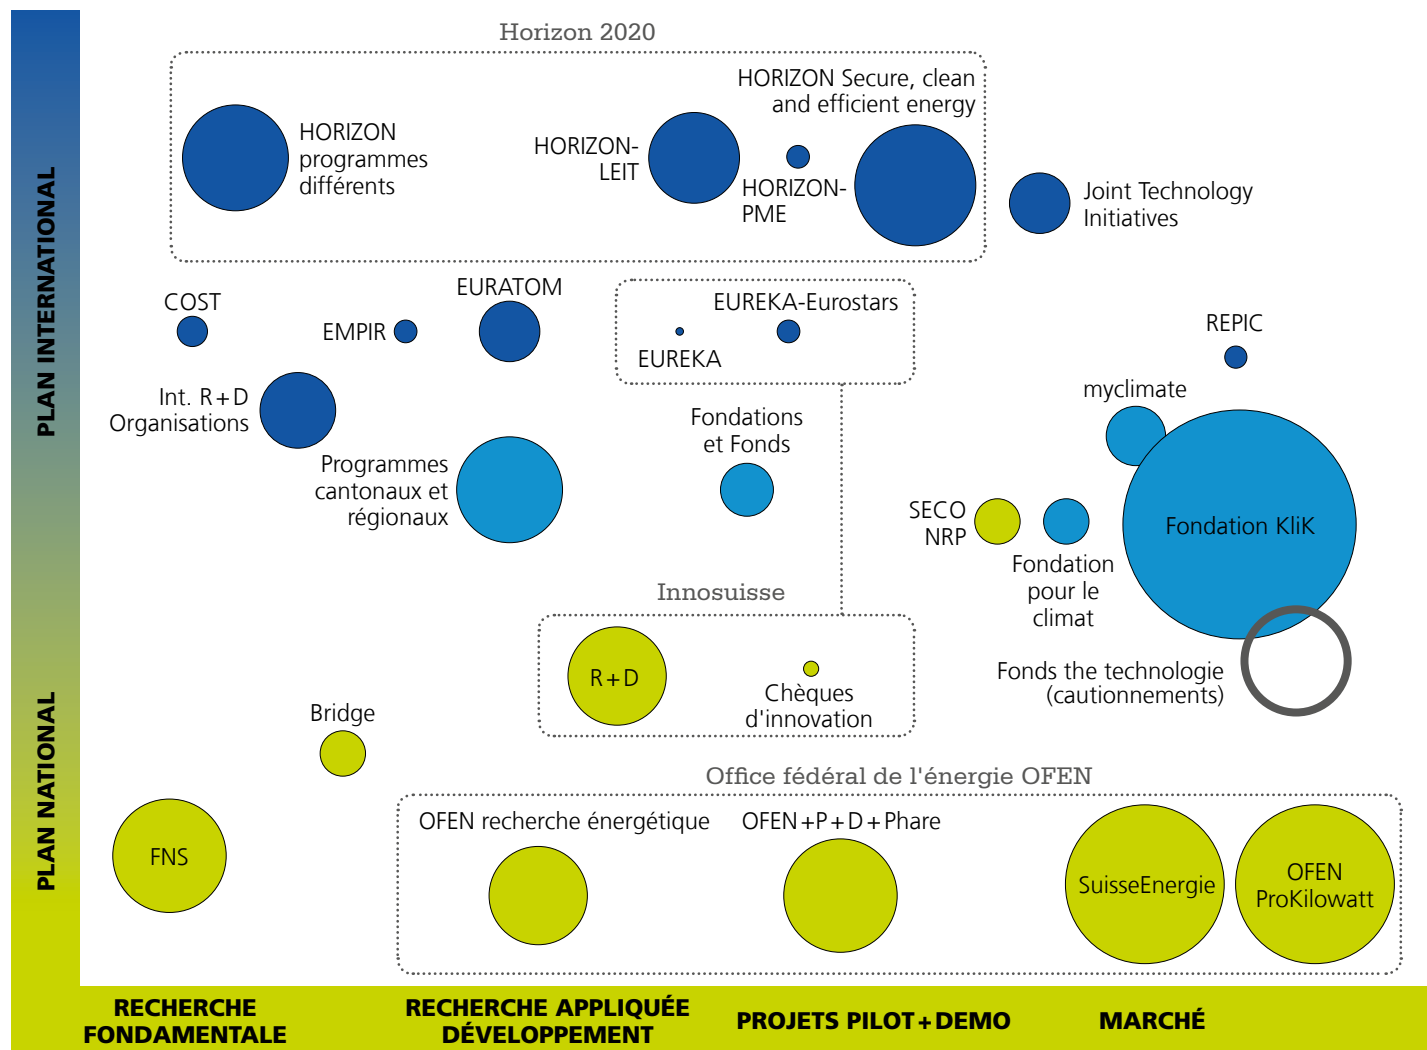 Horizon 2020
HORIZON
programmes
différents
HORIZON-
LEIT
HORIZON-
PME
HORIZON Secure, clean
and efficient energy
Joint Technology
Initiatives
COST
EMPIR
EURATOM
EUREKA-Eurostars
EUREKA
REPIC
Int. R+D
Organisations
myclimate
Programmes
cantonaux et
régionaux
Fondations
et Fonds
SECO
NRP
Fondation
pour le
climat
Fondation KliK
Innosuisse
R+D
Chèques
d'innovation
Fonds the technologie
(cautionnements)
Bridge
Office fédéral de l'énergie OFEN
FNS
OFEN recherche énergétique
OFEN+P+D+Phare
SuisseEnergie
OFEN
ProKilowatt
PLAN INTERNATIONAL
PLAN NATIONAL
RECHERCHE
FONDAMENTALE
RECHERCHE APPLIQUÉE
DÉVELOPPEMENT
PROJETS PILOT+DEMO
MARCHÉ